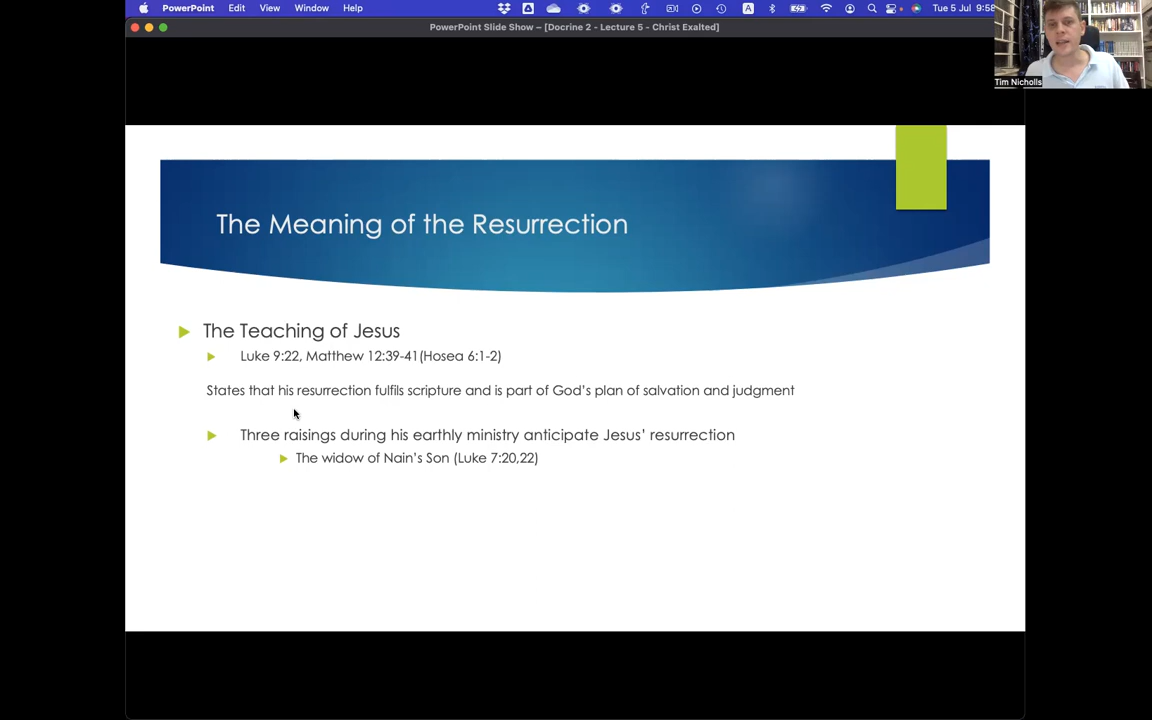 PowerPoint Edit View Window Help A Tue 5 Jul 9:58
PowerPoint Slide Show – [Docrine 2 - Lecture 5 - Christ Exalted]
Tim Nicholls
The Meaning of the Resurrection
The Teaching of Jesus
Luke 9:22, Matthew 12:39-41(Hosea 6:1-2)
States that his resurrection fulfils scripture and is part of God's plan of salvation and judgment
Three raisings during his earthly ministry anticipate Jesus' resurrection
The widow of Nain's Son (Luke 7:20,22)